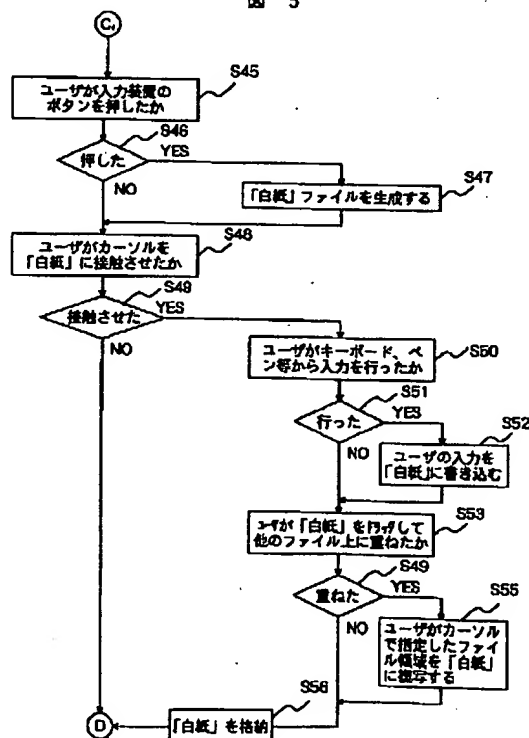 図 5
C₄
S45
ユーザが入力装置の
ボタンを押したか
S46
押した
YES
NO
S47
「白紙」ファイルを生成する
S48
ユーザがカーソルを
「白紙」に接触させたか
S49
接触させた
YES
NO
ユーザがキーボード、ペ
ン等から入力を行ったか
S50
S51
行った
YES
NO
S52
ユーザの入力を
「白紙」に書き込む
ユーザが「白紙」をドラッグして
他のファイル上に重ねたか
S53
S49
重ねた
YES
NO
S55
ユーザがカーソル
で指定したファイ
ル領域を「白紙」
に複写する
S56
「白紙」を格納
D